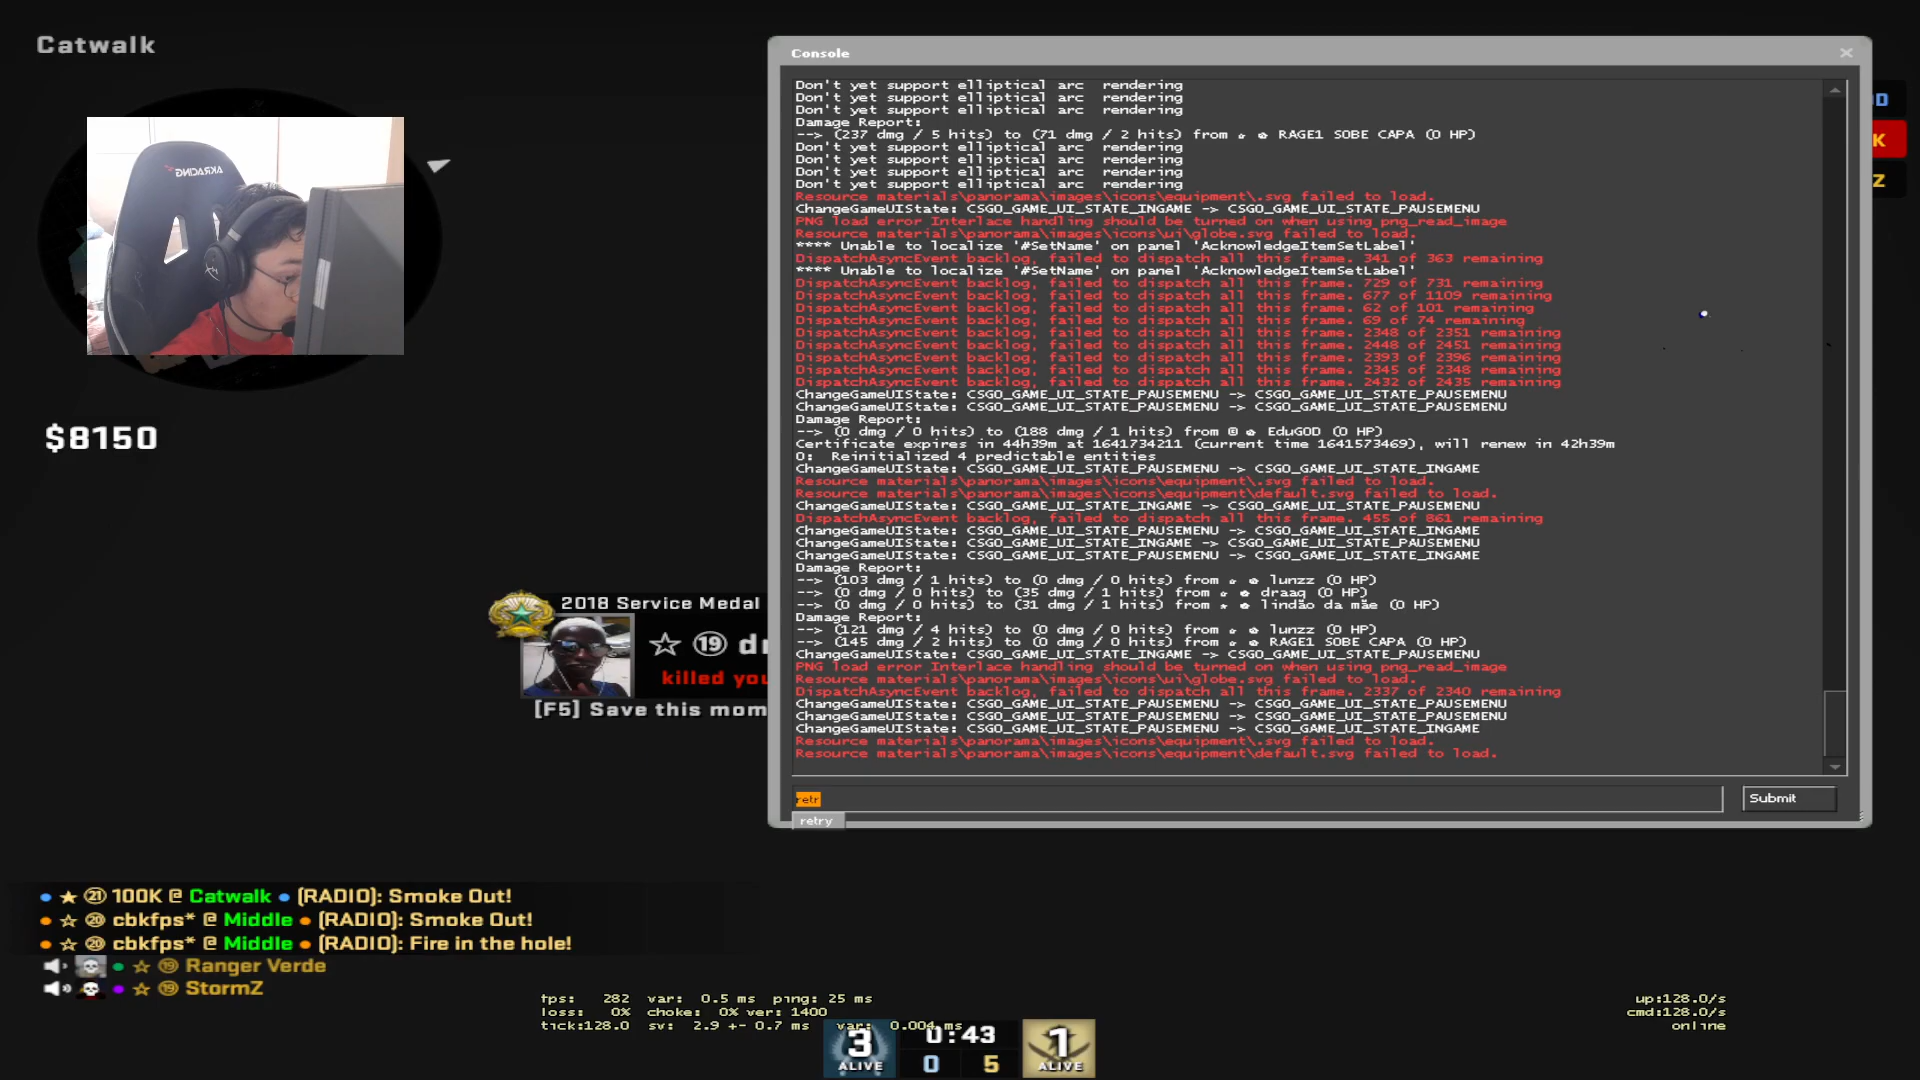 Catwalk
$8150
Console
Don't yet support elliptical arc  rendering
Don't yet support elliptical arc  rendering
Don't yet support elliptical arc  rendering
Damage Report:
--> (237 dmg / 5 hits) to (71 dmg / 2 hits) from RAGE1 SOBE CAPA (0 HP)
Don't yet support elliptical arc  rendering
Don't yet support elliptical arc  rendering
Don't yet support elliptical arc  rendering
Don't yet support elliptical arc  rendering
Resource materials\panorama\images\icons\equipment\.svg failed to load.
ChangeGameUIState: CSGO_GAME_UI_STATE_INGAME -> CSGO_GAME_UI_STATE_PAUSEMENU
PNG load error Interlace handling should be turned on when using png_read_image
Resource materials\panorama\images\icons\ui\globe.svg failed to load.
**** Unable to localize '#SetName' on panel 'AcknowledgeItemSetLabel'
DispatchAsyncEvent backlog, failed to dispatch all this frame. 341 of 363 remaining
**** Unable to localize '#SetName' on panel 'AcknowledgeItemSetLabel'
DispatchAsyncEvent backlog, failed to dispatch all this frame. 729 of 731 remaining
DispatchAsyncEvent backlog, failed to dispatch all this frame. 677 of 1109 remaining
DispatchAsyncEvent backlog, failed to dispatch all this frame. 62 of 101 remaining
DispatchAsyncEvent backlog, failed to dispatch all this frame. 69 of 74 remaining
DispatchAsyncEvent backlog, failed to dispatch all this frame. 2348 of 2351 remaining
DispatchAsyncEvent backlog, failed to dispatch all this frame. 2448 of 2451 remaining
DispatchAsyncEvent backlog, failed to dispatch all this frame. 2393 of 2396 remaining
DispatchAsyncEvent backlog, failed to dispatch all this frame. 2345 of 2348 remaining
DispatchAsyncEvent backlog, failed to dispatch all this frame. 2432 of 2435 remaining
ChangeGameUIState: CSGO_GAME_UI_STATE_PAUSEMENU -> CSGO_GAME_UI_STATE_PAUSEMENU
ChangeGameUIState: CSGO_GAME_UI_STATE_PAUSEMENU -> CSGO_GAME_UI_STATE_PAUSEMENU
Damage Report:
--> (0 dmg / 0 hits) to (188 dmg / 1 hits) from ® EduGOD (0 HP)
Certificate expires in 44h39m at 1641734211 (current time 1641573469), will renew in 42h39m
0:  Reinitialized 4 predictable entities
ChangeGameUIState: CSGO_GAME_UI_STATE_PAUSEMENU -> CSGO_GAME_UI_STATE_INGAME
Resource materials\panorama\images\icons\equipment\.svg failed to load.
Resource materials\panorama\images\icons\equipment\default.svg failed to load.
ChangeGameUIState: CSGO_GAME_UI_STATE_INGAME -> CSGO_GAME_UI_STATE_PAUSEMENU
DispatchAsyncEvent backlog, failed to dispatch all this frame. 455 of 861 remaining
ChangeGameUIState: CSGO_GAME_UI_STATE_PAUSEMENU -> CSGO_GAME_UI_STATE_INGAME
ChangeGameUIState: CSGO_GAME_UI_STATE_INGAME -> CSGO_GAME_UI_STATE_PAUSEMENU
ChangeGameUIState: CSGO_GAME_UI_STATE_PAUSEMENU -> CSGO_GAME_UI_STATE_INGAME
Damage Report:
--> (103 dmg / 1 hits) to (0 dmg / 0 hits) from lunzz (0 HP)
--> (0 dmg / 0 hits) to (35 dmg / 1 hits) from draaq (0 HP)
--> (0 dmg / 0 hits) to (31 dmg / 1 hits) from lindão da mãe (0 HP)
Damage Report:
--> (121 dmg / 4 hits) to (0 dmg / 0 hits) from lunzz (0 HP)
--> (145 dmg / 2 hits) to (0 dmg / 0 hits) from RAGE1 SOBE CAPA (0 HP)
ChangeGameUIState: CSGO_GAME_UI_STATE_INGAME -> CSGO_GAME_UI_STATE_PAUSEMENU
PNG load error Interlace handling should be turned on when using png_read_image
Resource materials\panorama\images\icons\ui\globe.svg failed to load.
DispatchAsyncEvent backlog, failed to dispatch all this frame. 2337 of 2340 remaining
ChangeGameUIState: CSGO_GAME_UI_STATE_PAUSEMENU -> CSGO_GAME_UI_STATE_PAUSEMENU
ChangeGameUIState: CSGO_GAME_UI_STATE_PAUSEMENU -> CSGO_GAME_UI_STATE_PAUSEMENU
ChangeGameUIState: CSGO_GAME_UI_STATE_PAUSEMENU -> CSGO_GAME_UI_STATE_INGAME
Resource materials\panorama\images\icons\equipment\.svg failed to load.
Resource materials\panorama\images\icons\equipment\default.svg failed to load.
retr
Submit
retry
D
K
Z
2018 Service Medal
☆ ⑲ dr
killed you
[F5] Save this mom
● ★ ㉑ 100K @ Catwalk ● (RADIO): Smoke Out!
● ☆ ⑳ cbkfps* @ Middle ● (RADIO): Smoke Out!
● ☆ ⑳ cbkfps* @ Middle ● (RADIO): Fire in the hole!
● ☆ ⑲ Ranger Verde
● ☆ ⑲ StormZ
fps: 282 var: 0.5 ms ping: 25 ms
loss: 0% choke: 0% ver: 1400
tick:128.0 sv: 2.9 +- 0.7 ms var: 0.004 ms
up:128.0/s
cmd:128.0/s
online
3 ALIVE
0:43
0 5
1 ALIVE